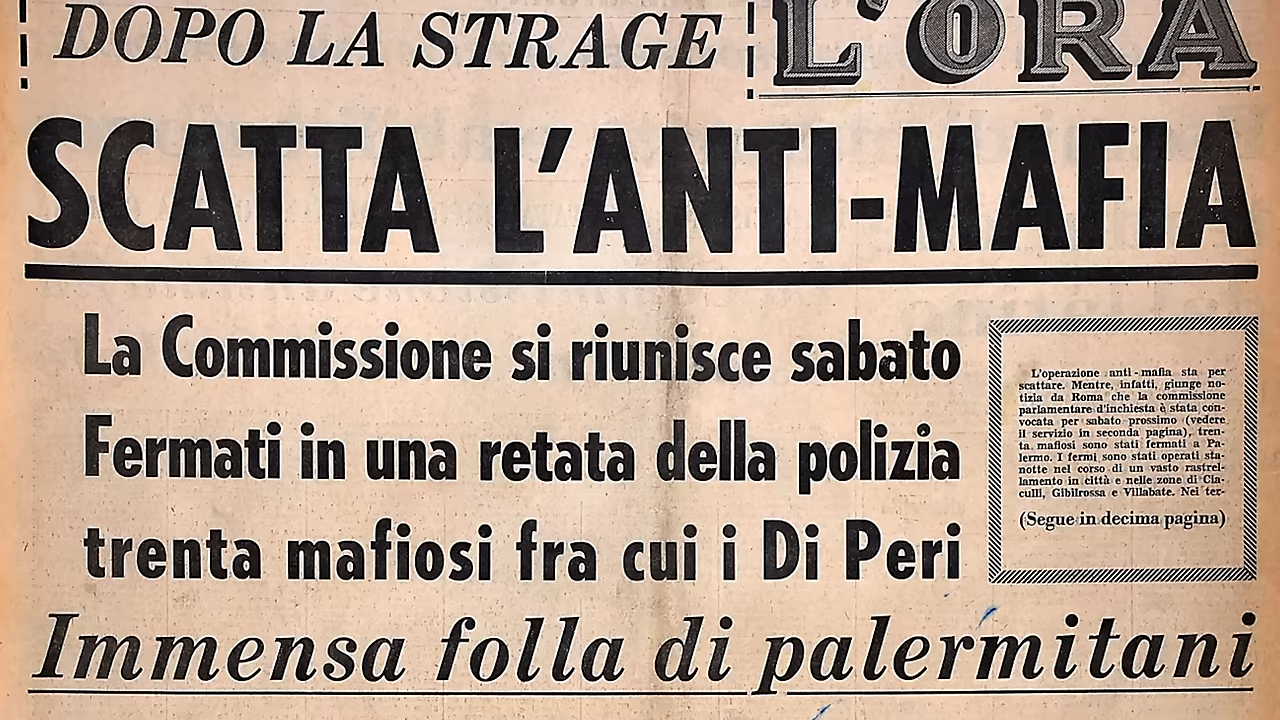 DOPO LA STRAGE
L'ORA
SCATTA L'ANTI-MAFIA
La Commissione si riunisce sabato
Fermati in una retata della polizia
trenta mafiosi fra cui i Di Peri
L'operazione anti-mafia sta per
scattare. Mentre, infatti, giunge no-
tizia da Roma che la commissione
parlamentare d'inchiesta è stata con-
vocata per sabato prossimo (vedere
il servizio in seconda pagina), tren-
ta mafiosi sono stati fermati a Pa-
lermo. I fermi sono stati operati sta-
notte nel corso di un vasto rastrel-
lamento in città e nelle zone di Cia-
culli, Gibilrossa e Villabate. Nei ter-
(Segue in decima pagina)
Immensa folla di palermitani